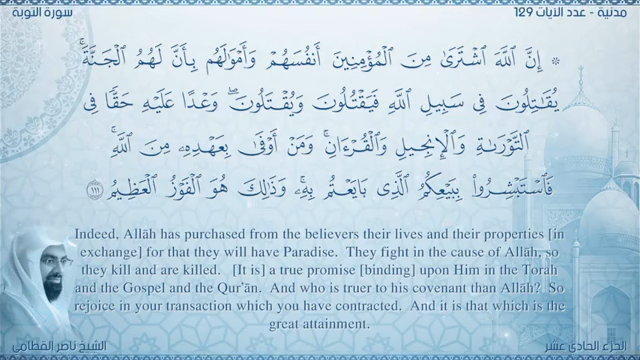 سورة التوبة
مدنية - عدد الآيات 129
۞ إِنَّ ٱللَّهَ ٱشْتَرَىٰ مِنَ ٱلْمُؤْمِنِينَ أَنفُسَهُمْ وَأَمْوَٰلَهُم بِأَنَّ لَهُمُ ٱلْجَنَّةَ ۚ
يُقَٰتِلُونَ فِى سَبِيلِ ٱللَّهِ فَيَقْتُلُونَ وَيُقْتَلُونَ ۖ وَعْدًا عَلَيْهِ حَقًّا فِى
ٱلتَّوْرَىٰةِ وَٱلْإِنجِيلِ وَٱلْقُرْءَانِ ۚ وَمَنْ أَوْفَىٰ بِعَهْدِهِۦ مِنَ ٱللَّهِ ۚ
فَٱسْتَبْشِرُوا۟ بِبَيْعِكُمُ ٱلَّذِى بَايَعْتُم بِهِۦ ۚ وَذَٰلِكَ هُوَ ٱلْفَوْزُ ٱلْعَظِيمُ ١١١
Indeed, Allāh has purchased from the believers their lives and their properties [in
exchange] for that they will have Paradise. They fight in the cause of Allāh, so
they kill and are killed. [It is] a true promise [binding] upon Him in the Torah
and the Gospel and the Qur'ān. And who is truer to his covenant than Allāh? So
rejoice in your transaction which you have contracted. And it is that which is the
great attainment.
الشيخ ناصر القطامي
الجزء الحادي عشر